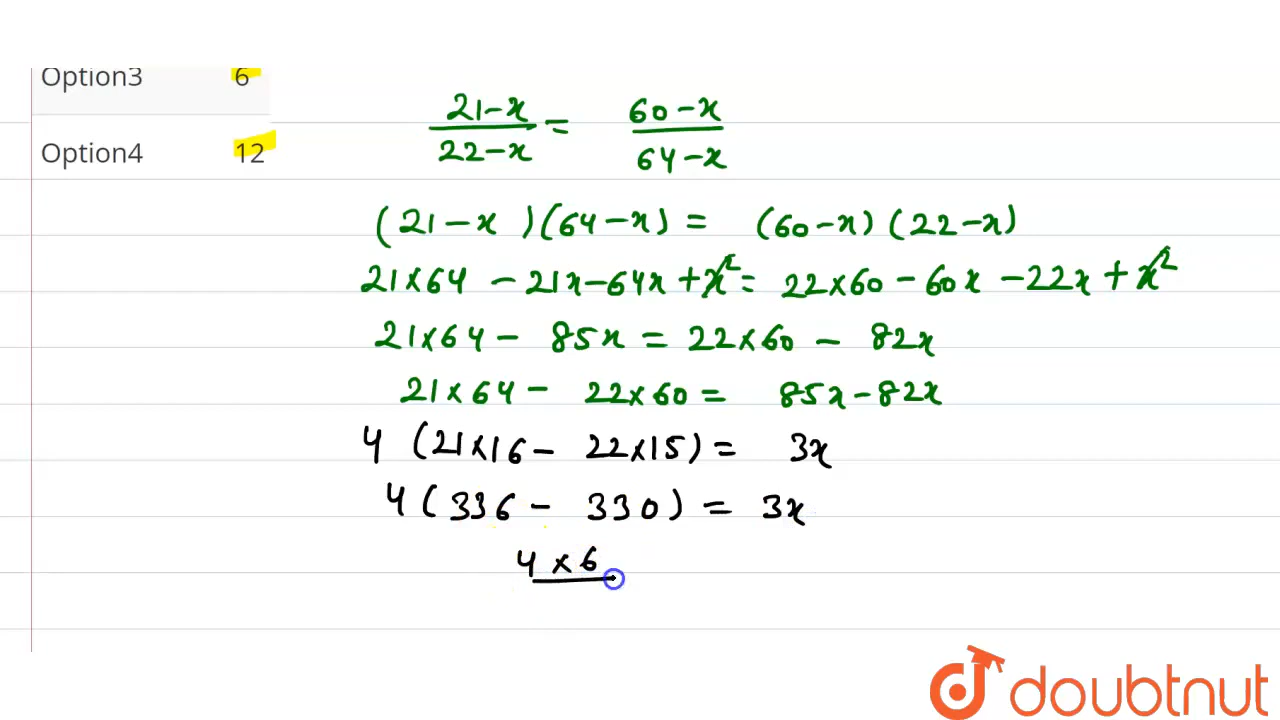 Option3 6
Option4 12
21-x/22-x = 60-x/64-x
(21-x)(64-x) = (60-x)(22-x)
21×64 - 21x-64x+x² = 22×60-60x-22x+x²
21×64 - 85x = 22×60 - 82x
21×64 - 22×60 = 85x-82x
4 (21×16 - 22×15) = 3x
4(336 - 330) = 3x
4×6
doubtnut